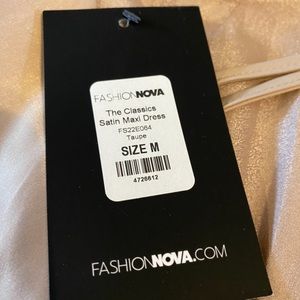 FASHIONNOVA
The Classics
Satin Maxi Dress
FS22E064
Taupe
SIZE M
4726612
FASHIONNOVA.COM